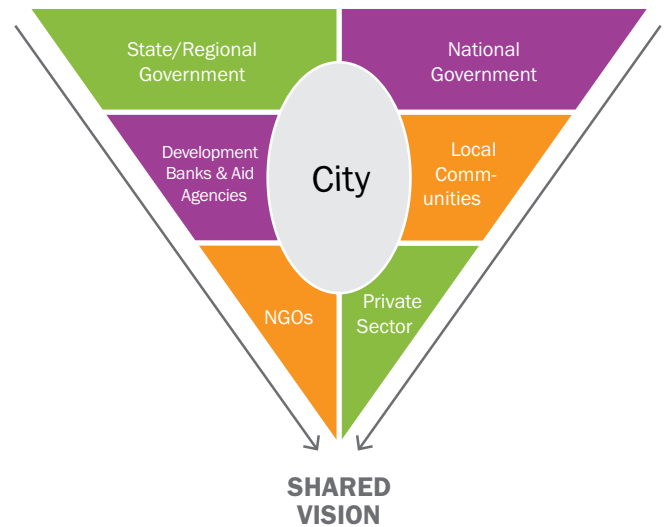 State/Regional
Government
National
Government
Development
Banks & Aid
Agencies
City
Local
Comm-
unities
NGOs
Private
Sector
SHARED
VISION